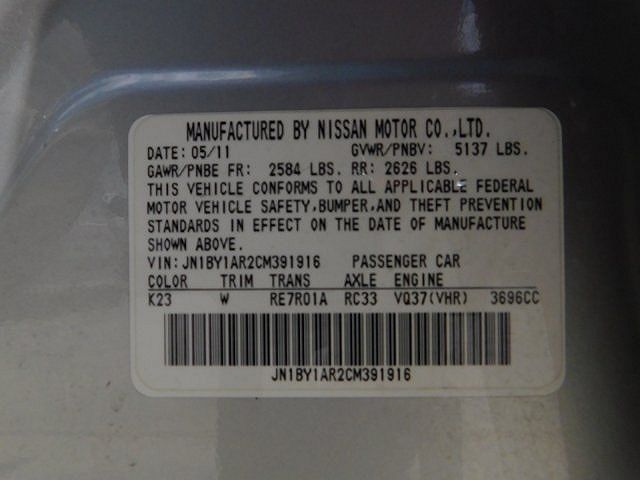 MANUFACTURED BY NISSAN MOTOR CO.,LTD.
DATE: 05/11 GVWR/PNBV: 5137 LBS.
GAWR/PNBE FR: 2584 LBS. RR: 2626 LBS.
THIS VEHICLE CONFORMS TO ALL APPLICABLE FEDERAL
MOTOR VEHICLE SAFETY,BUMPER,AND THEFT PREVENTION
STANDARDS IN EFFECT ON THE DATE OF MANUFACTURE
SHOWN ABOVE.
VIN:JN1BY1AR2CM391916 PASSENGER CAR
COLOR TRIM TRANS AXLE ENGINE
K23 W RE7R01A RC33 VQ37(VHR) 3696CC
JN1BY1AR2CM391916